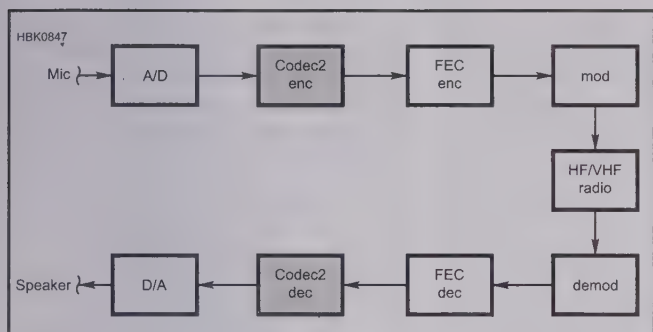 HBK0847
Mic
A/D
Codec2
enc
FEC
enc
mod
HF/VHF
radio
Speaker
D/A
Codec2
dec
FEC
dec
demod